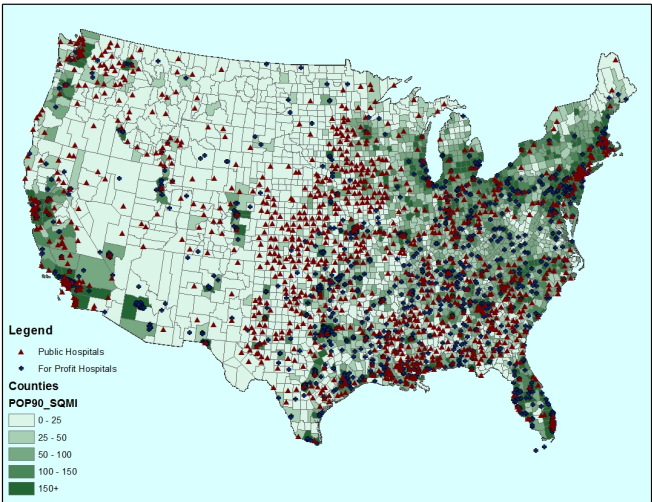 Legend
Public Hospitals
For Profit Hospitals
Counties
POP90_SQMI
0 - 25
25 - 50
50 - 100
100 - 150
150+